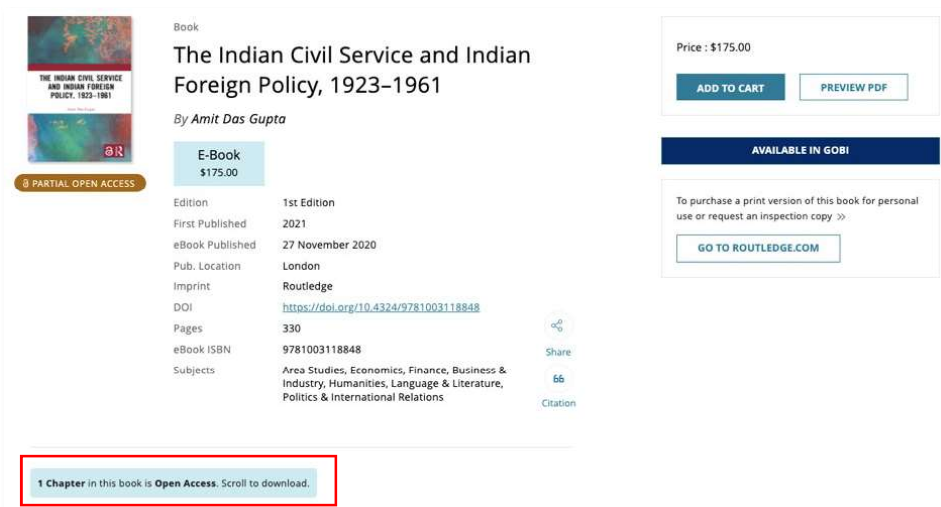 THE INDIAN CIVIL SERVICE
AND INDIAN FOREIGN
POLICY, 1923–1961
Amit Das Gupta
PARTIAL OPEN ACCESS
Book
The Indian Civil Service and Indian
Foreign Policy, 1923–1961
By Amit Das Gupta
E-Book
$175.00
Edition 1st Edition
First Published 2021
eBook Published 27 November 2020
Pub. Location London
Imprint Routledge
DOI https://doi.org/10.4324/9781003118848
Pages 330
eBook ISBN 9781003118848
Subjects Area Studies, Economics, Finance, Business &
Industry, Humanities, Language & Literature,
Politics & International Relations
Share
Citation
1 Chapter in this book is Open Access. Scroll to download.
Price : $175.00
ADD TO CART PREVIEW PDF
AVAILABLE IN GOBI
To purchase a print version of this book for personal
use or request an inspection copy »
GO TO ROUTLEDGE.COM